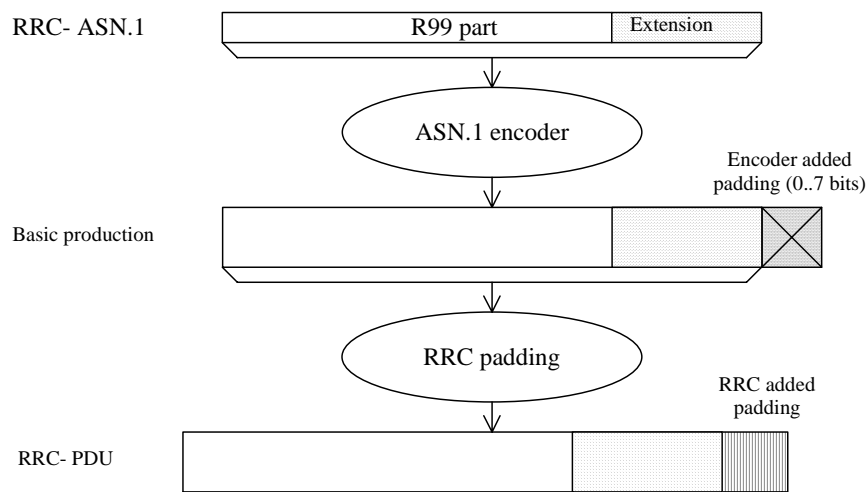 RRC- ASN.1
R99 part
Extension
ASN.1 encoder
Encoder added
padding (0..7 bits)
Basic production
RRC padding
RRC added
padding
RRC- PDU